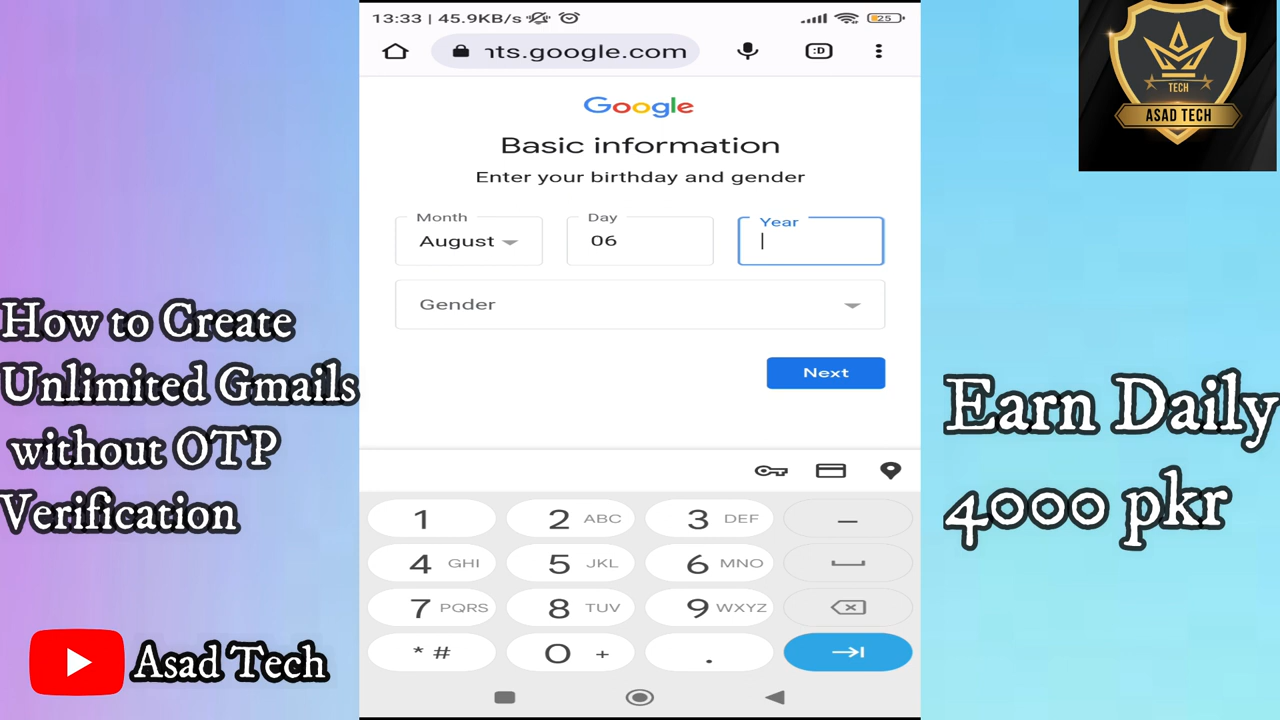 13:33 | 45.9KB/s
25
nts.google.com
:D
Google
Basic information
Enter your birthday and gender
Month
August
Day
06
Year
Gender
Next
1
2 ABC
3 DEF
–
4 GHI
5 JKL
6 MNO
7 PQRS
8 TUV
9 WXYZ
* #
0 +
.
How to Create
Unlimited Gmails
without OTP
Verification
Asad Tech
TECH
ASAD TECH
Earn Daily
4000 pkr